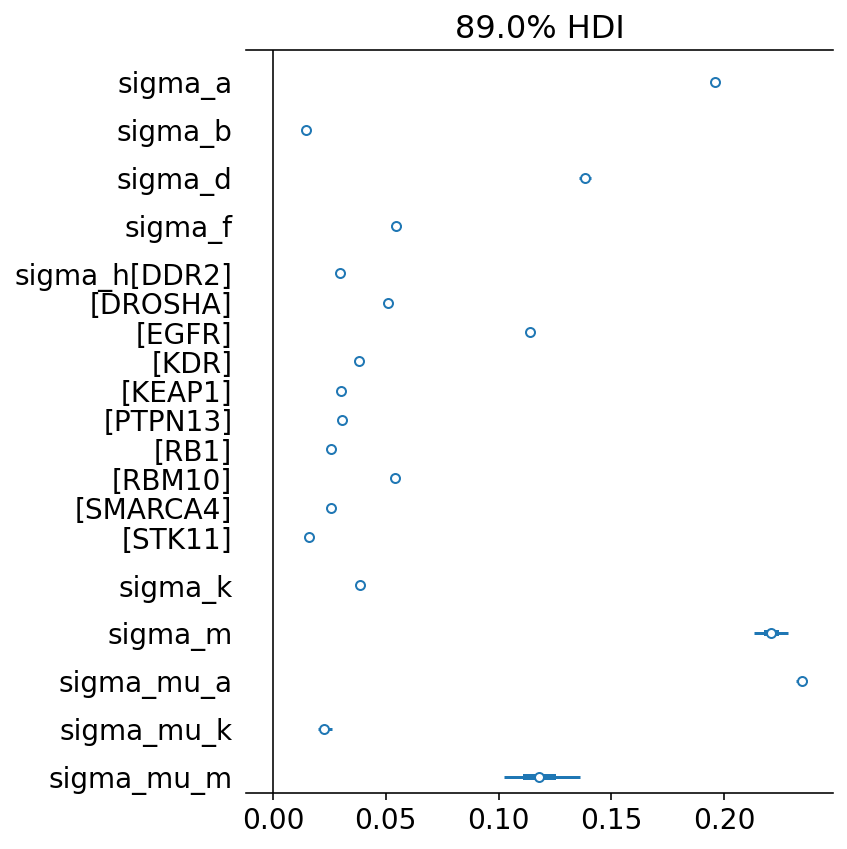 89.0% HDI
sigma_a
sigma_b
sigma_d
sigma_f
sigma_h[DDR2]
[DROSHA]
[EGFR]
[KDR]
[KEAP1]
[PTPN13]
[RB1]
[RBM10]
[SMARCA4]
[STK11]
sigma_k
sigma_m
sigma_mu_a
sigma_mu_k
sigma_mu_m
0.00 0.05 0.10 0.15 0.20